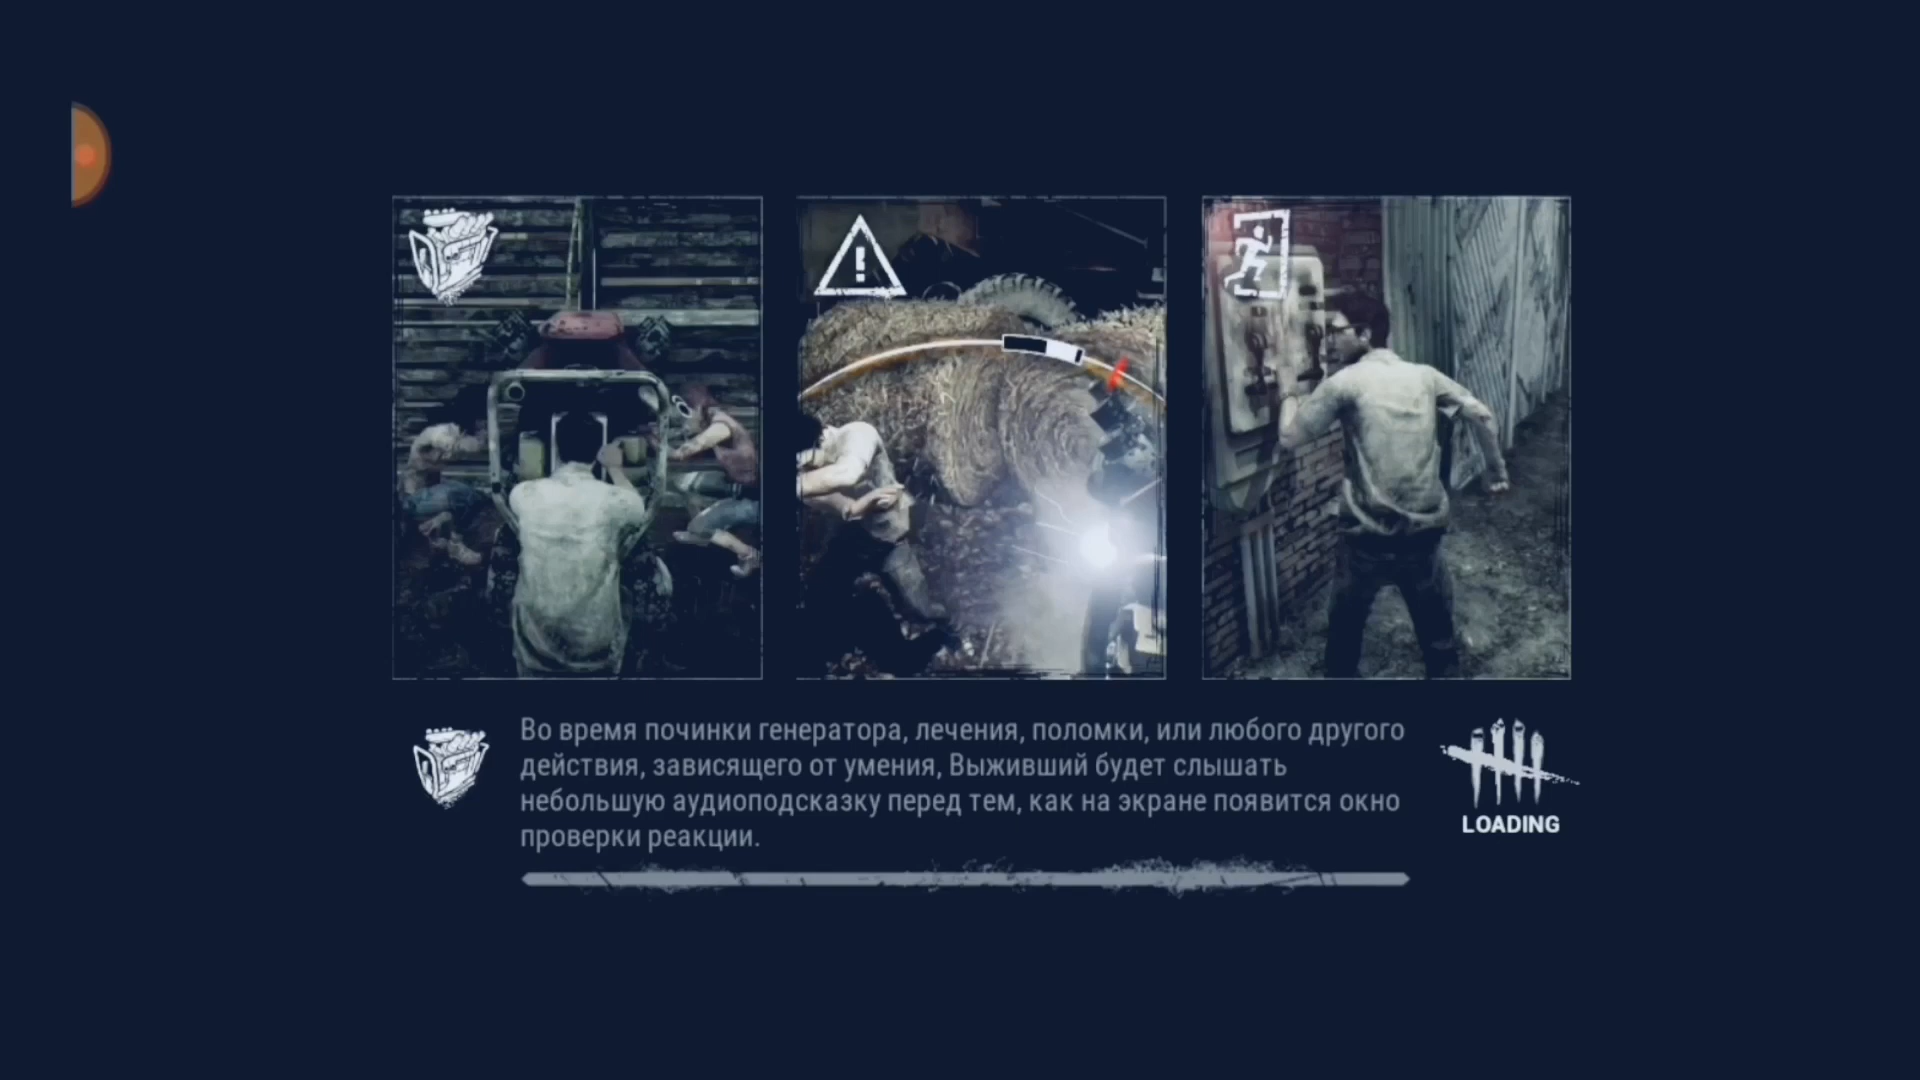 Во время починки генератора, лечения, поломки, или любого другого
действия, зависящего от умения, Выживший будет слышать
небольшую аудиоподсказку перед тем, как на экране появится окно
проверки реакции.
LOADING